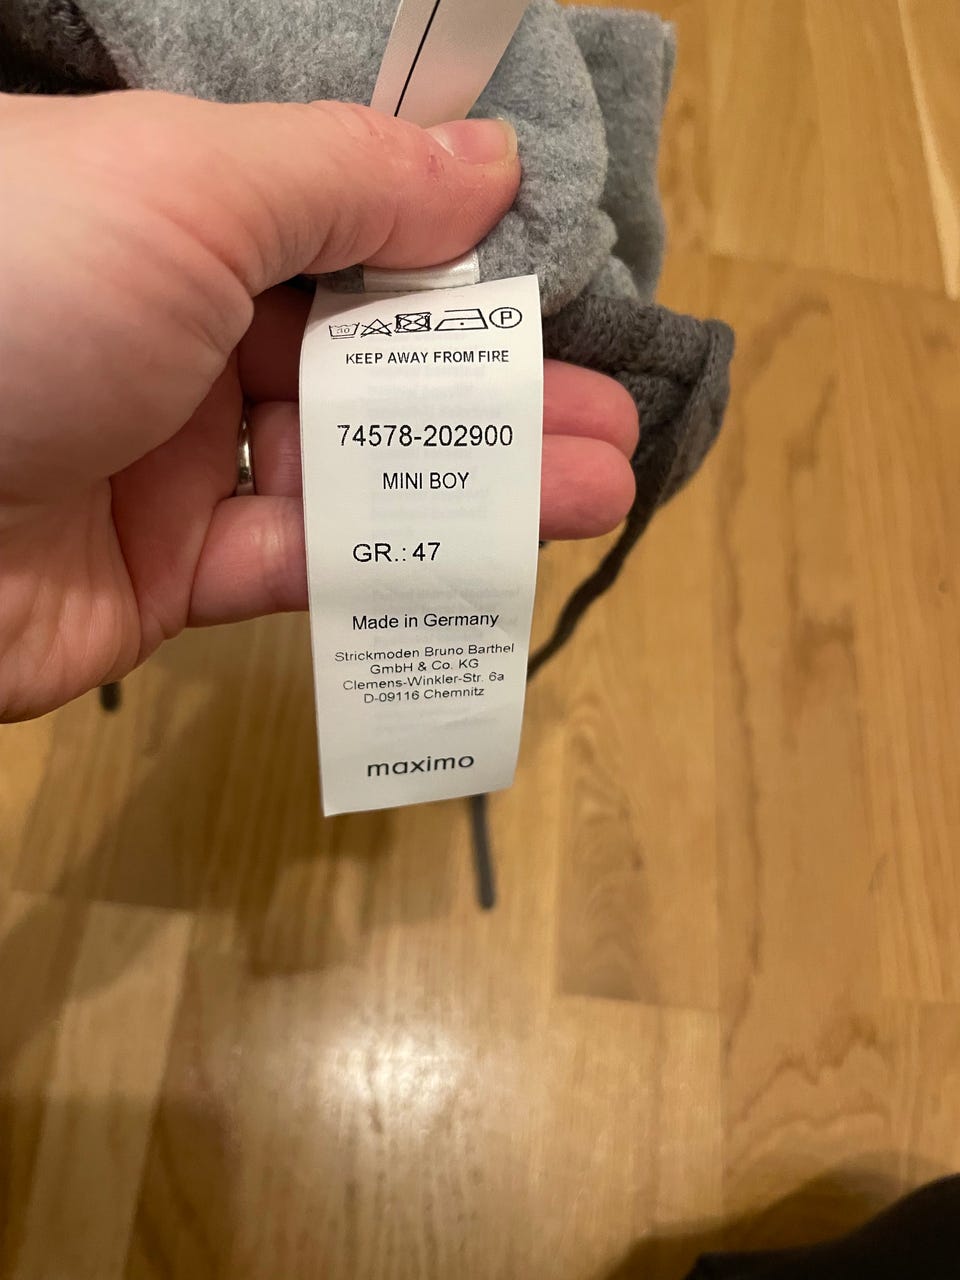 30
P
KEEP AWAY FROM FIRE
74578-202900
MINI BOY
GR.: 47
Made in Germany
Strickmoden Bruno Barthel
GmbH & Co. KG
Clemens-Winkler-Str. 6a
D-09116 Chemnitz
maximo